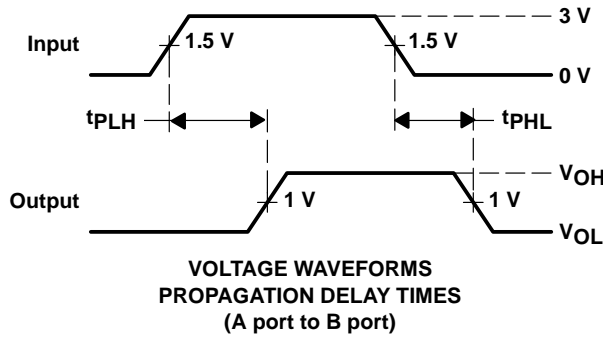 3 V
Input
1.5 V
1.5 V
0 V
tPLH
tPHL
VOH
Output
1 V
1 V
VOL
VOLTAGE WAVEFORMS
PROPAGATION DELAY TIMES
(A port to B port)